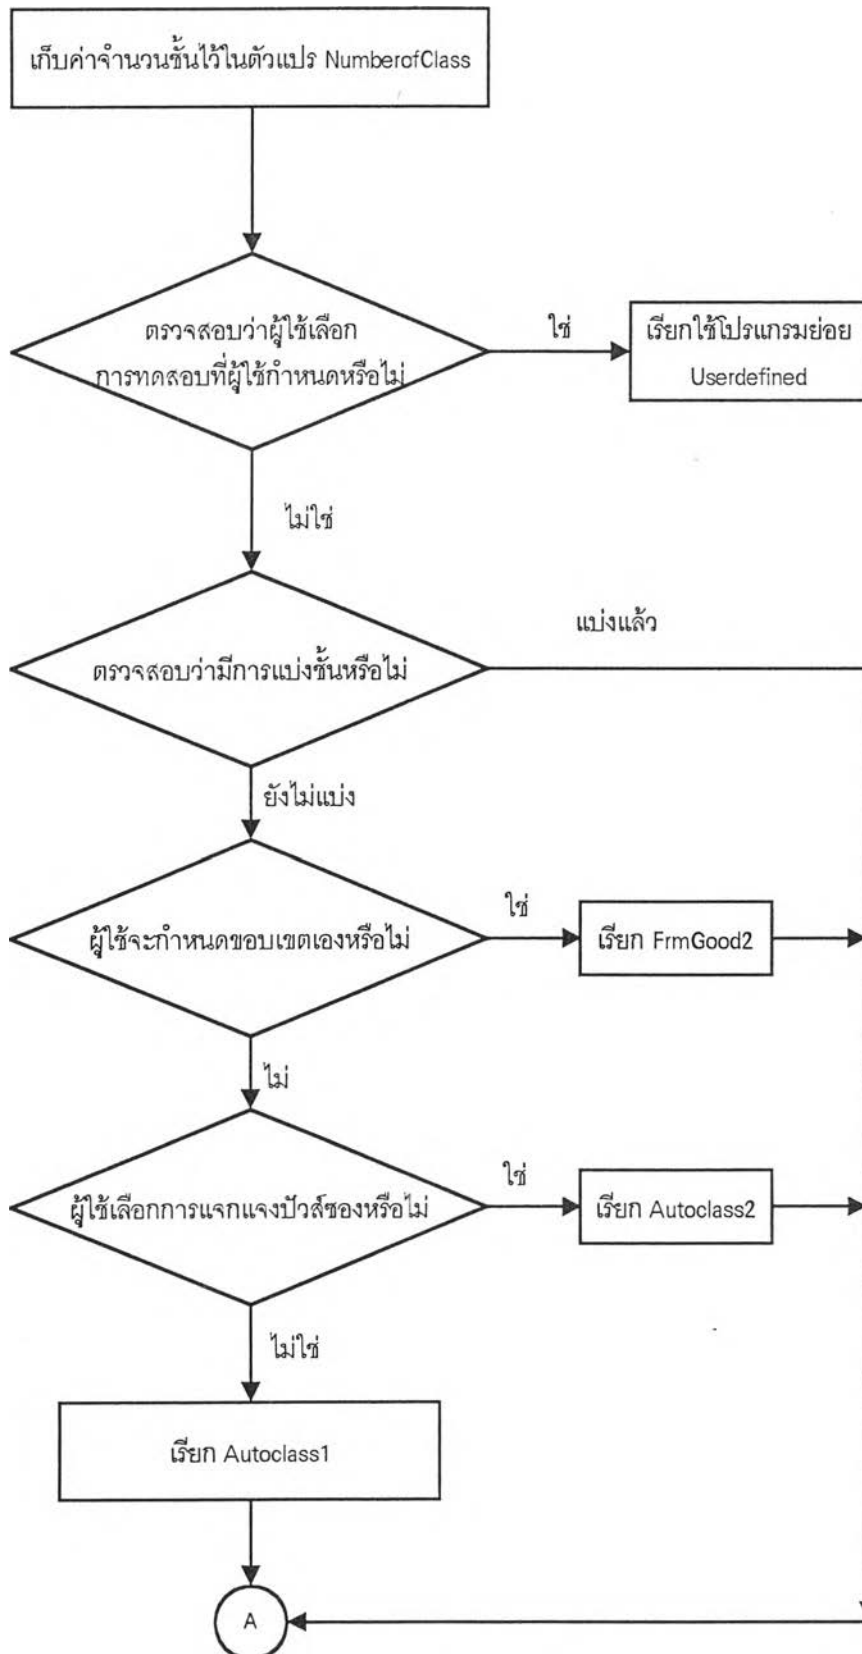 เก็บค่าจำนวนชั้นไว้ในตัวแปร NumberofClass
ตรวจสอบว่าผู้ใช้เลือก
การทดสอบที่ผู้ใช้กำหนดหรือไม่
ใช่
เรียกใช้โปรแกรมย่อย
Userdefined
ไม่ใช่
ตรวจสอบว่ามีการแบ่งชั้นหรือไม่
แบ่งแล้ว
ยังไม่แบ่ง
ผู้ใช้จะกำหนดขอบเขตเองหรือไม่
ใช่
เรียก FrmGood2
ไม่
ผู้ใช้เลือกการแจกแจงปัวส์ซองหรือไม่
ใช่
เรียก Autoclass2
ไม่ใช่
เรียก Autoclass1
A